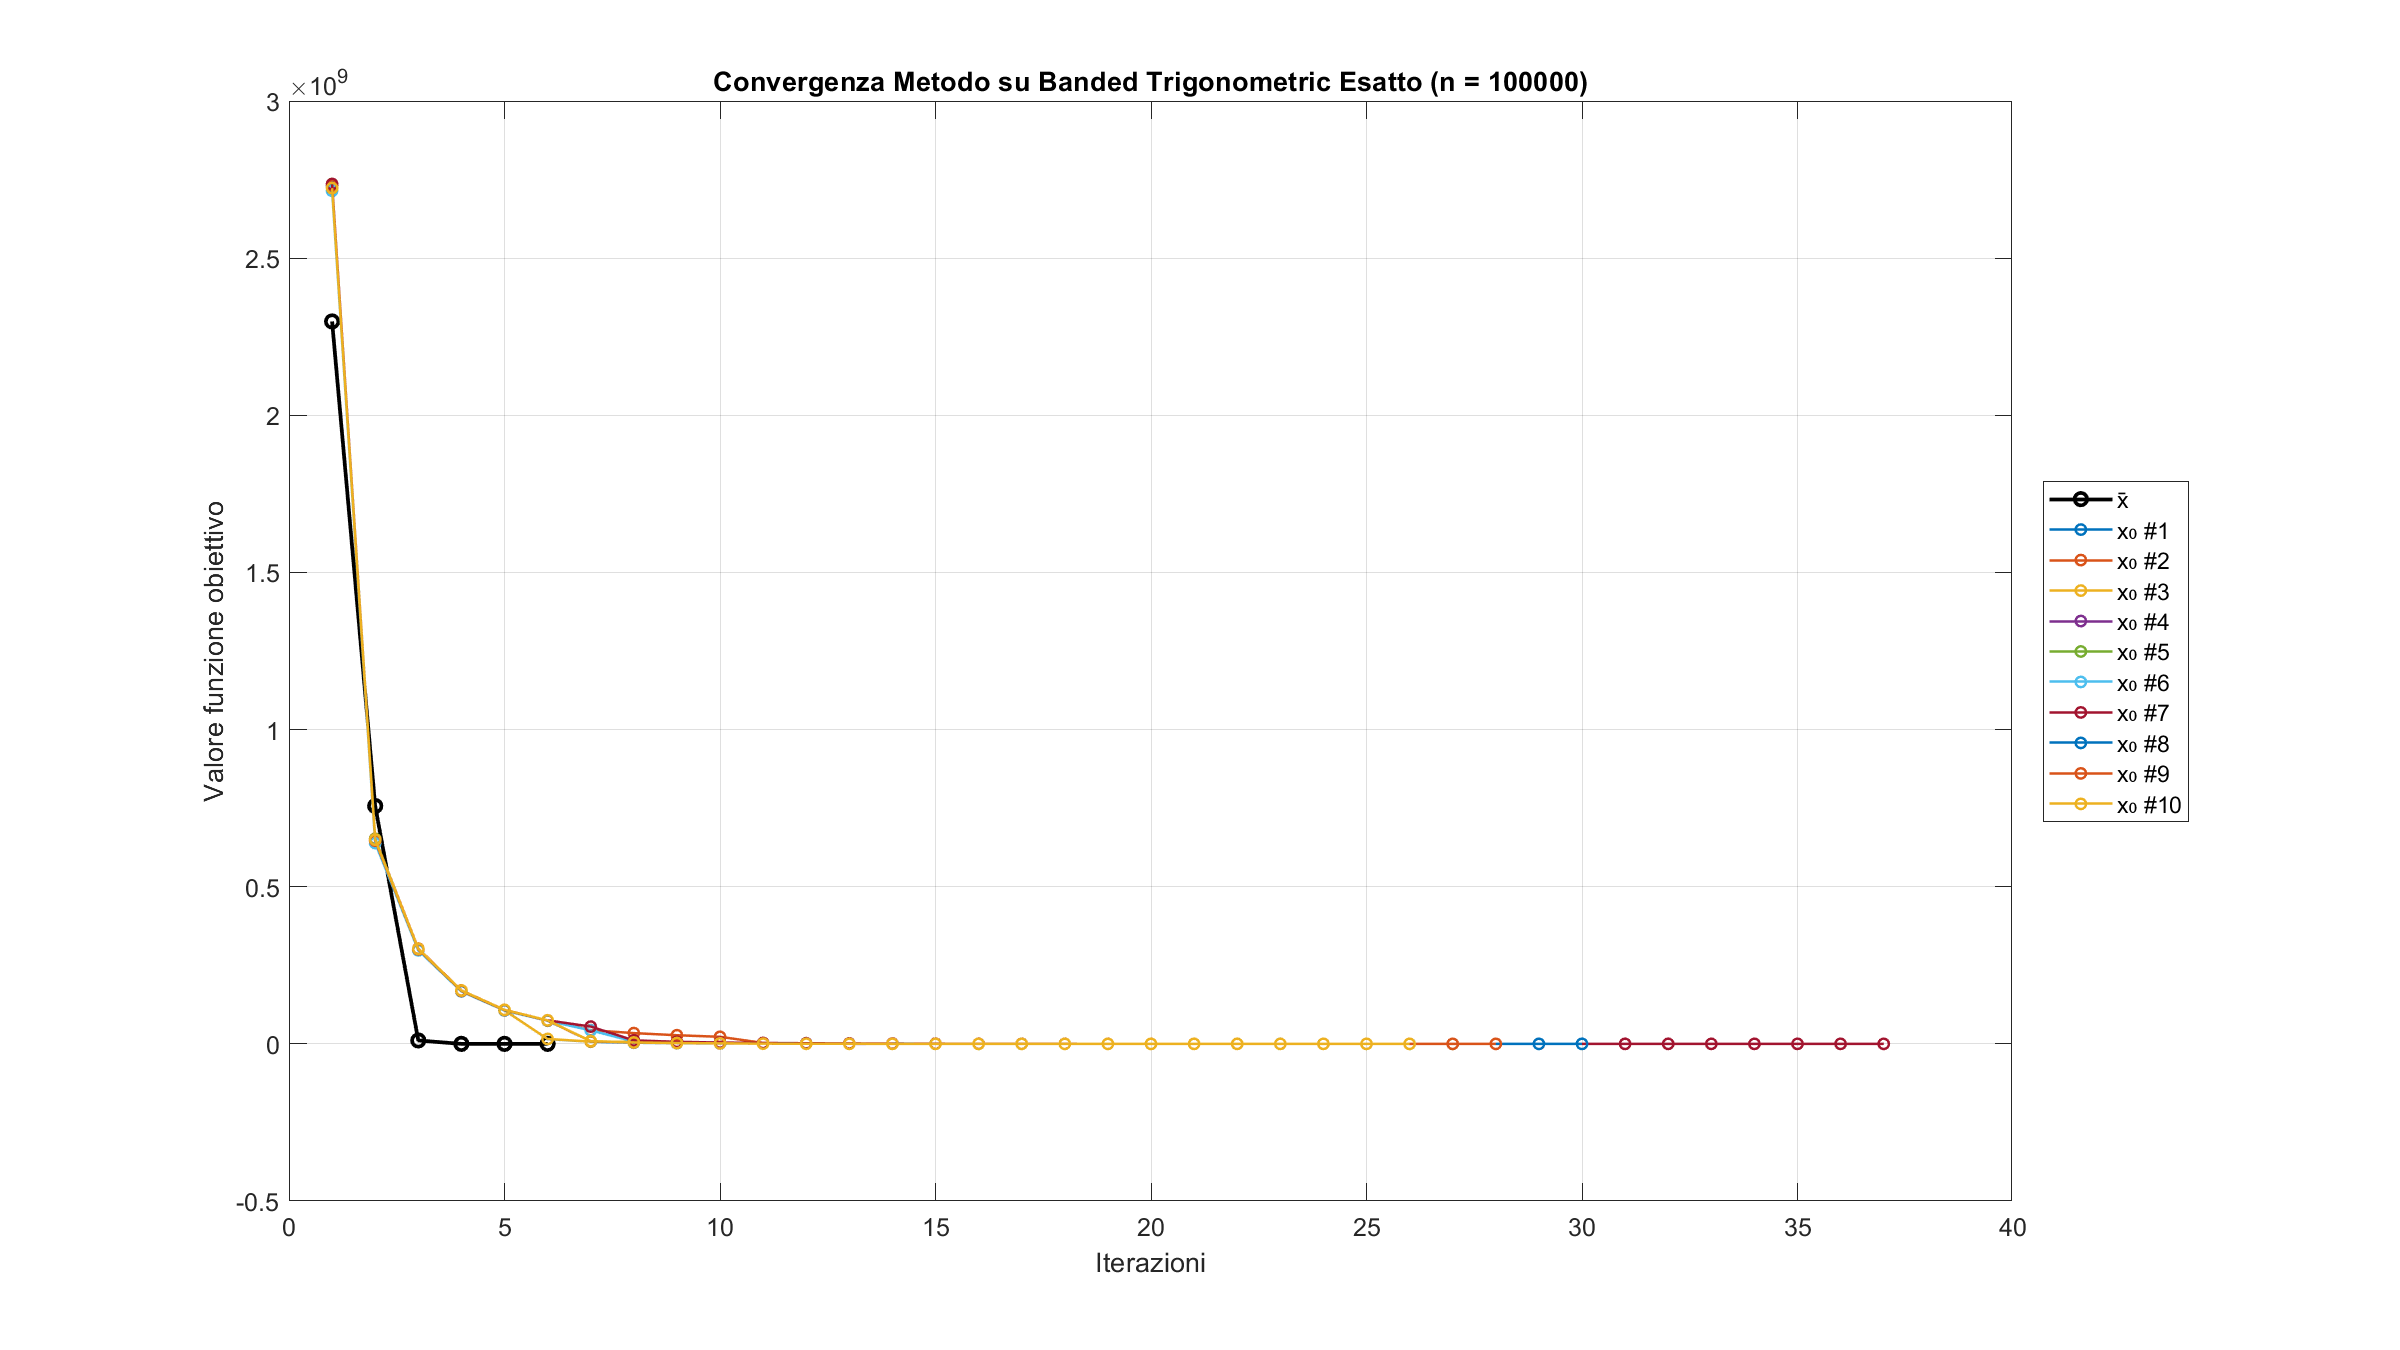 Convergenza Metodo su Banded Trigonometric Esatto (n = 100000)
×10⁹
3
2.5
2
1.5
1
0.5
0
-0.5
Valore funzione obiettivo
0 5 10 15 20 25 30 35 40
Iterazioni
x̄
x₀ #1
x₀ #2
x₀ #3
x₀ #4
x₀ #5
x₀ #6
x₀ #7
x₀ #8
x₀ #9
x₀ #10